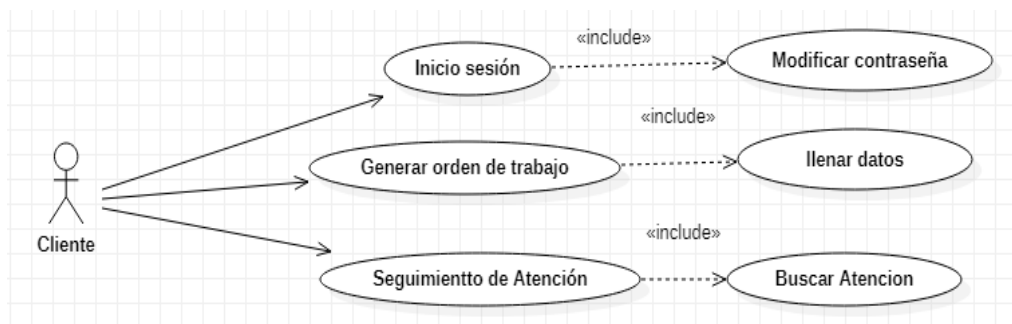 «include»
Inicio sesión
Modificar contraseña
«include»
Generar orden de trabajo
llenar datos
Cliente
«include»
Seguimientto de Atención
Buscar Atencion